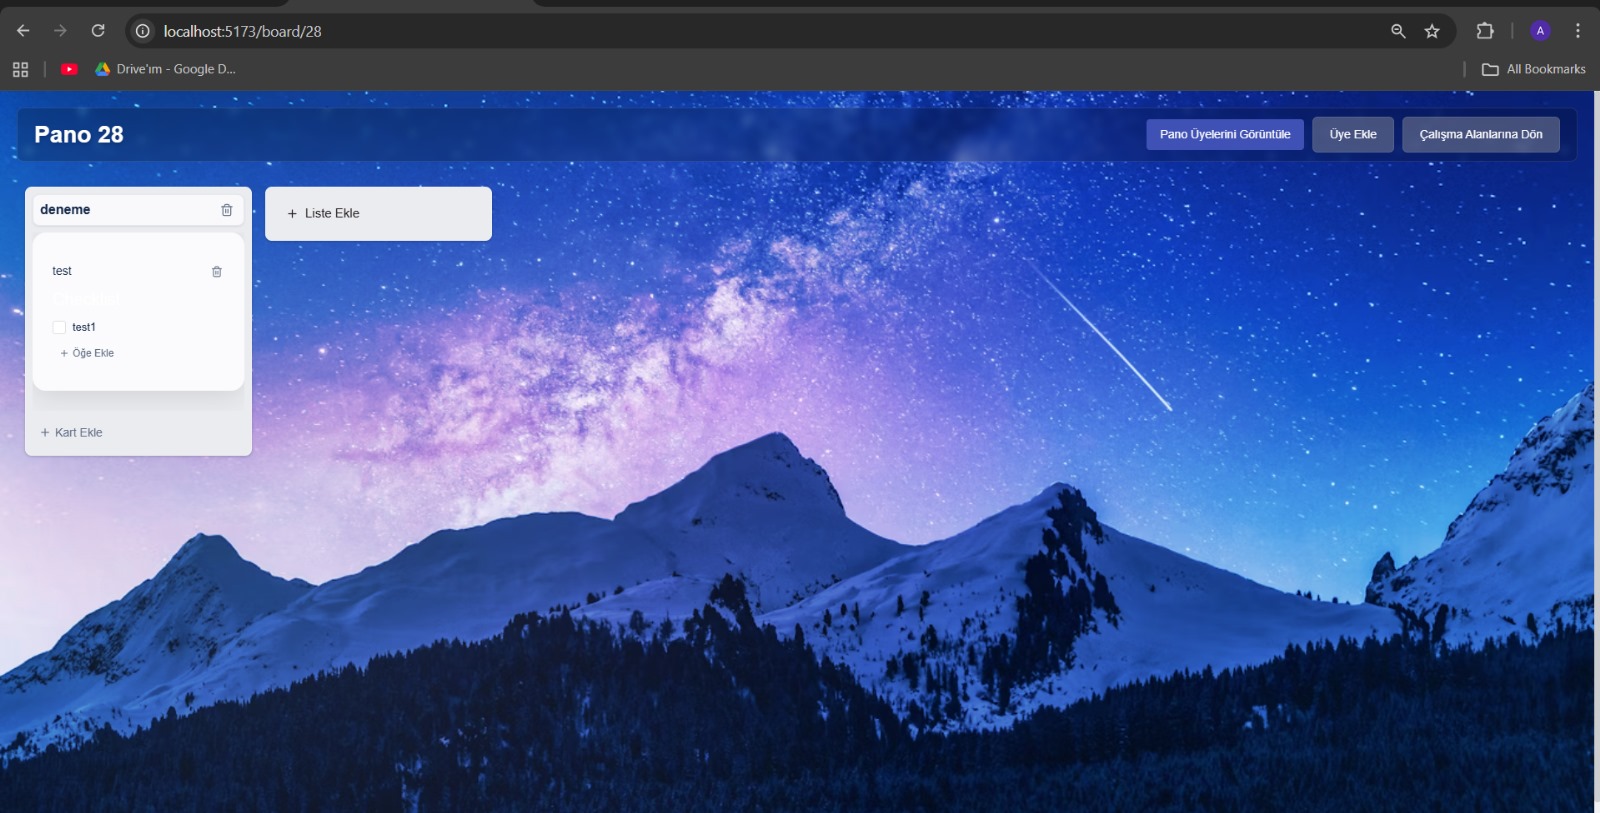 localhost:5173/board/28
A
Drive'ım - Google D...
All Bookmarks
Pano 28
Pano Üyelerini Görüntüle
Üye Ekle
Çalışma Alanlarına Dön
deneme
+ Liste Ekle
test
Checklist
test1
+ Öğe Ekle
+ Kart Ekle